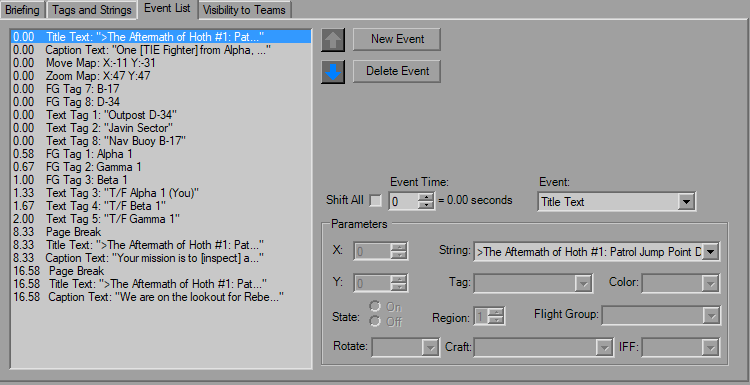 Briefing Tags and Strings Event List Visibility to Teams
0.00 Title Text: ">The Aftermath of Hoth #1: Pat..."
0.00 Caption Text: "One [TIE Fighter] from Alpha, ..."
0.00 Move Map: X:-11 Y:-31
0.00 Zoom Map: X:47 Y:47
0.00 FG Tag 7: B-17
0.00 FG Tag 8: D-34
0.00 Text Tag 1: "Outpost D-34"
0.00 Text Tag 2: "Javin Sector"
0.00 Text Tag 8: "Nav Buoy B-17"
0.58 FG Tag 1: Alpha 1
0.67 FG Tag 2: Gamma 1
1.00 FG Tag 3: Beta 1
1.33 Text Tag 3: "T/F Alpha 1 (You)"
1.67 Text Tag 4: "T/F Beta 1"
2.00 Text Tag 5: "T/F Gamma 1"
8.33 Page Break
8.33 Title Text: ">The Aftermath of Hoth #1: Pat..."
8.33 Caption Text: "Your mission is to [inspect] a..."
16.58 Page Break
16.58 Title Text: ">The Aftermath of Hoth #1: Pat..."
16.58 Caption Text: "We are on the lookout for Rebe..."
New Event
Delete Event
Event Time: Event:
Shift All 0 = 0.00 seconds Title Text
Parameters
X: 0 String: >The Aftermath of Hoth #1: Patrol Jump Point D
Y: 0 Tag: Color:
State: On Off Region: 1 Flight Group:
Rotate: Craft: IFF: